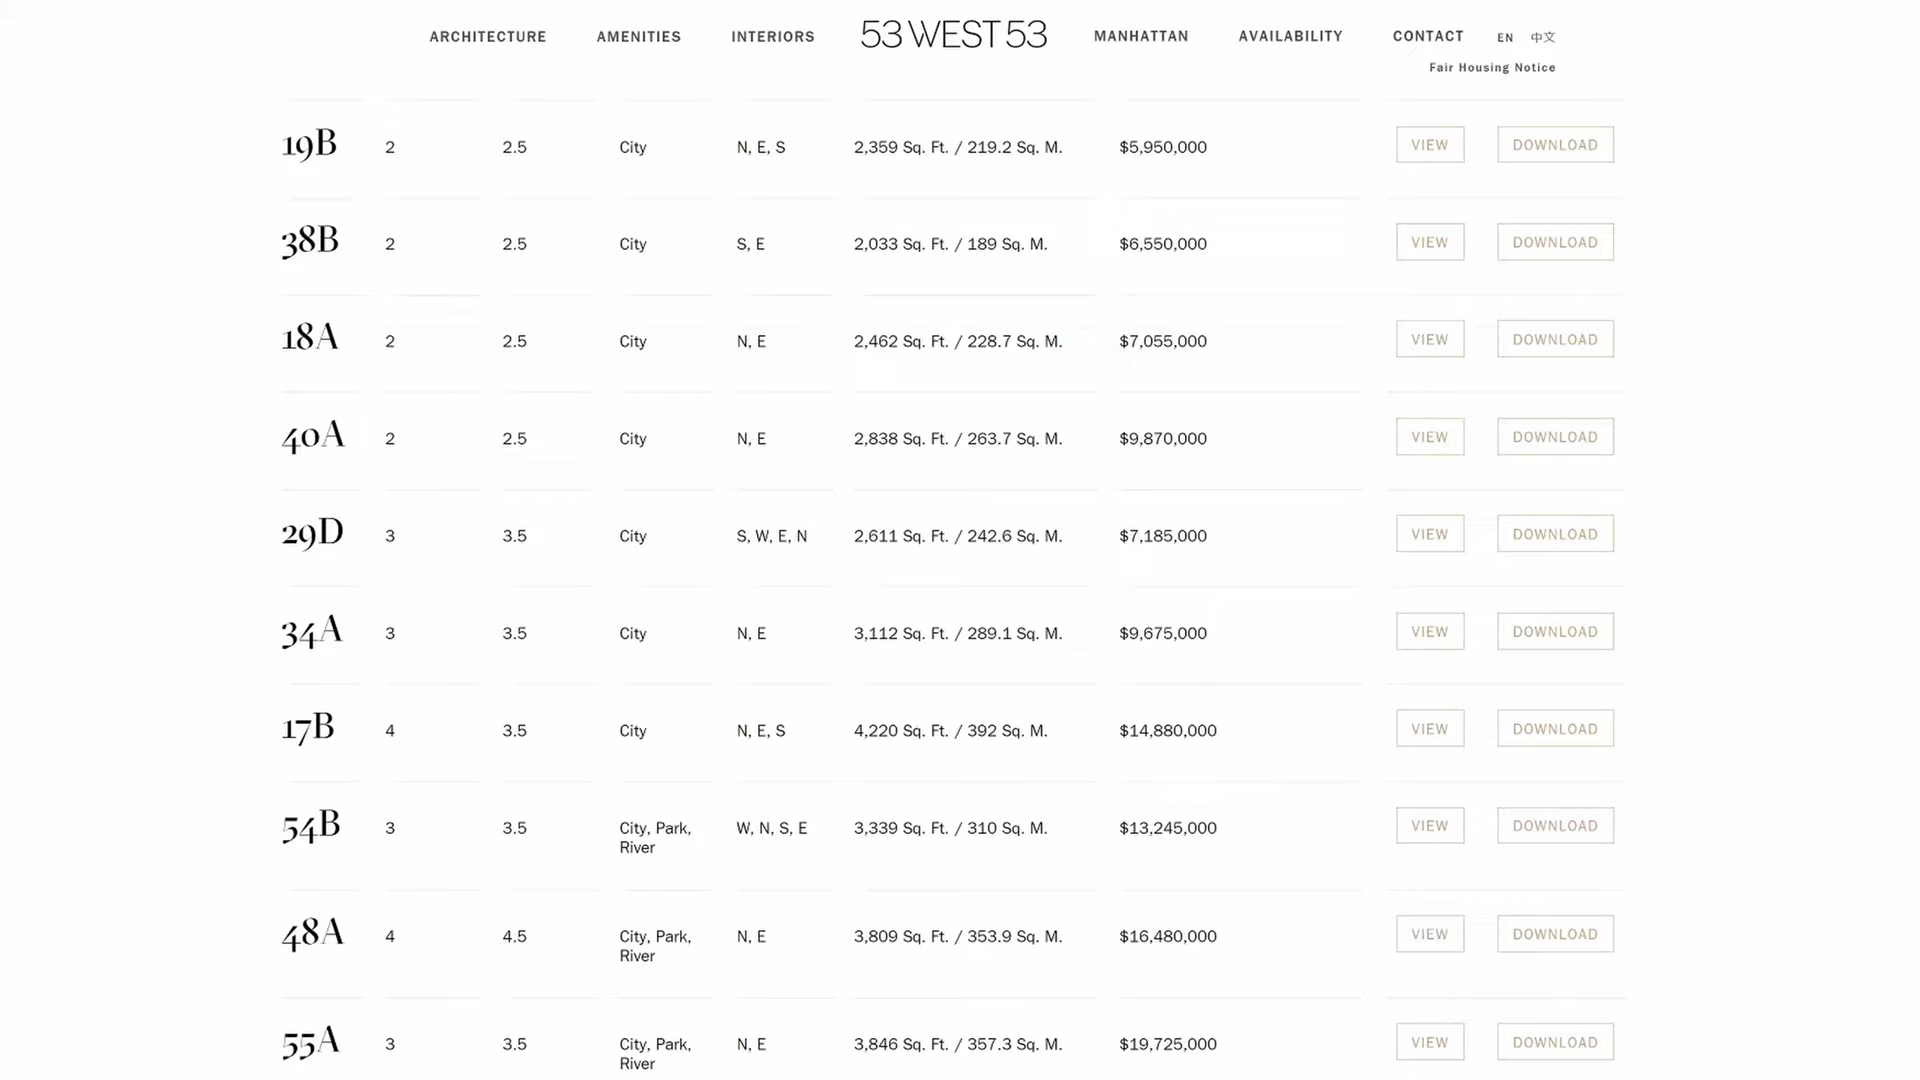 ARCHITECTURE AMENITIES INTERIORS 53 WEST 53 MANHATTAN AVAILABILITY CONTACT EN 中文
Fair Housing Notice
19B 2 2.5 City N, E, S 2,359 Sq. Ft. / 219.2 Sq. M. $5,950,000 VIEW DOWNLOAD
38B 2 2.5 City S, E 2,033 Sq. Ft. / 189 Sq. M. $6,550,000 VIEW DOWNLOAD
18A 2 2.5 City N, E 2,462 Sq. Ft. / 228.7 Sq. M. $7,055,000 VIEW DOWNLOAD
40A 2 2.5 City N, E 2,838 Sq. Ft. / 263.7 Sq. M. $9,870,000 VIEW DOWNLOAD
29D 3 3.5 City S, W, E, N 2,611 Sq. Ft. / 242.6 Sq. M. $7,185,000 VIEW DOWNLOAD
34A 3 3.5 City N, E 3,112 Sq. Ft. / 289.1 Sq. M. $9,675,000 VIEW DOWNLOAD
17B 4 3.5 City N, E, S 4,220 Sq. Ft. / 392 Sq. M. $14,880,000 VIEW DOWNLOAD
54B 3 3.5 City, Park, W, N, S, E 3,339 Sq. Ft. / 310 Sq. M. $13,245,000 VIEW DOWNLOAD
River
48A 4 4.5 City, Park, N, E 3,809 Sq. Ft. / 353.9 Sq. M. $16,480,000 VIEW DOWNLOAD
River
55A 3 3.5 City, Park, N, E 3,846 Sq. Ft. / 357.3 Sq. M. $19,725,000 VIEW DOWNLOAD
River